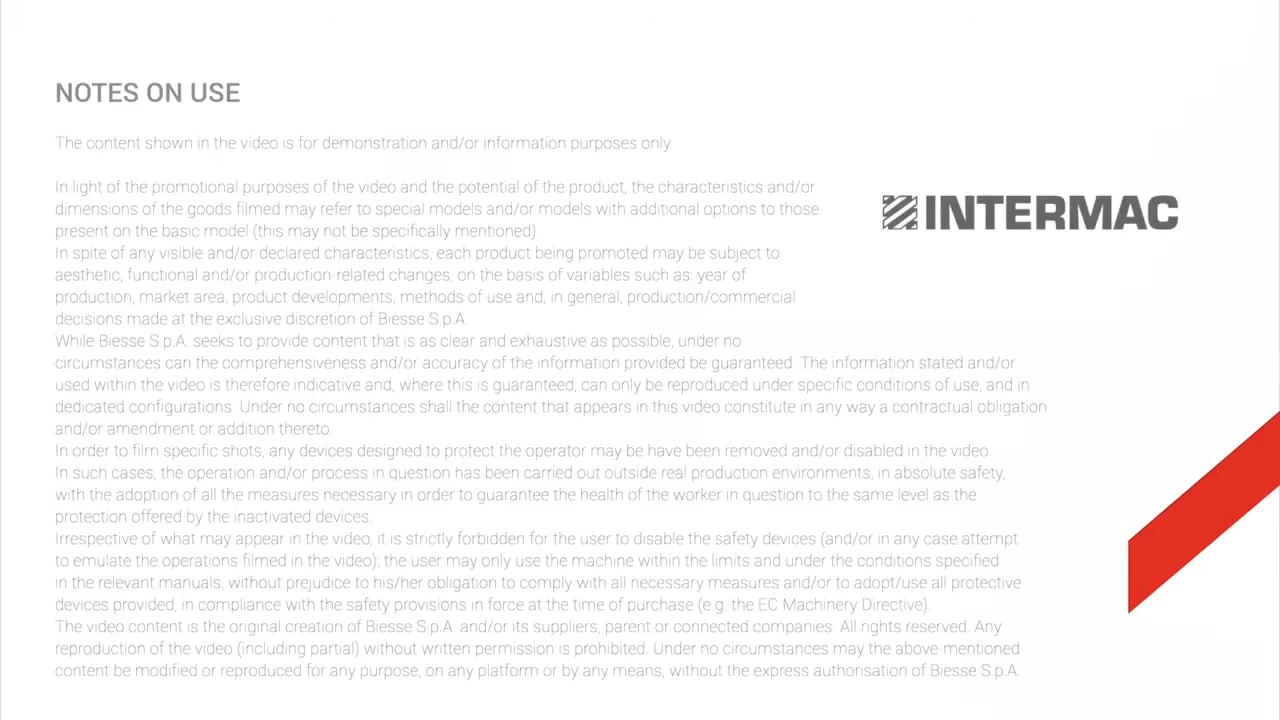 NOTES ON USE
The content shown in the video is for demonstration and/or information purposes only
In light of the promotional purposes of the video and the potential of the product, the characteristics and/or
dimensions of the goods filmed may refer to special models and/or models with additional options to those
present on the basic model (this may not be specifically mentioned)
In spite of any visible and/or declared characteristics, each product being promoted may be subject to
aesthetic, functional and/or production-related changes, on the basis of variables such as: year of
production, market area, product developments, methods of use and, in general, production/commercial
decisions made at the exclusive discretion of Biesse S.p.A.
While Biesse S.p.A. seeks to provide content that is as clear and exhaustive as possible, under no
circumstances can the comprehensiveness and/or accuracy of the information provided be guaranteed. The information stated and/or
used within the video is therefore indicative and, where this is guaranteed, can only be reproduced under specific conditions of use, and in
dedicated configurations. Under no circumstances shall the content that appears in this video constitute in any way a contractual obligation
and/or amendment or addition thereto.
In order to film specific shots, any devices designed to protect the operator may be have been removed and/or disabled in the video.
In such cases, the operation and/or process in question has been carried out outside real production environments, in absolute safety,
with the adoption of all the measures necessary in order to guarantee the health of the worker in question to the same level as the
protection offered by the inactivated devices.
Irrespective of what may appear in the video, it is strictly forbidden for the user to disable the safety devices (and/or in any case attempt
to emulate the operations filmed in the video); the user may only use the machine within the limits and under the conditions specified
in the relevant manuals, without prejudice to his/her obligation to comply with all necessary measures and/or to adopt/use all protective
devices provided, in compliance with the safety provisions in force at the time of purchase (e.g. the EC Machinery Directive).
The video content is the original creation of Biesse S.p.A. and/or its suppliers, parent or connected companies. All rights reserved. Any
reproduction of the video (including partial) without written permission is prohibited. Under no circumstances may the above-mentioned
content be modified or reproduced for any purpose, on any platform or by any means, without the express authorisation of Biesse S.p.A.
INTERMAC